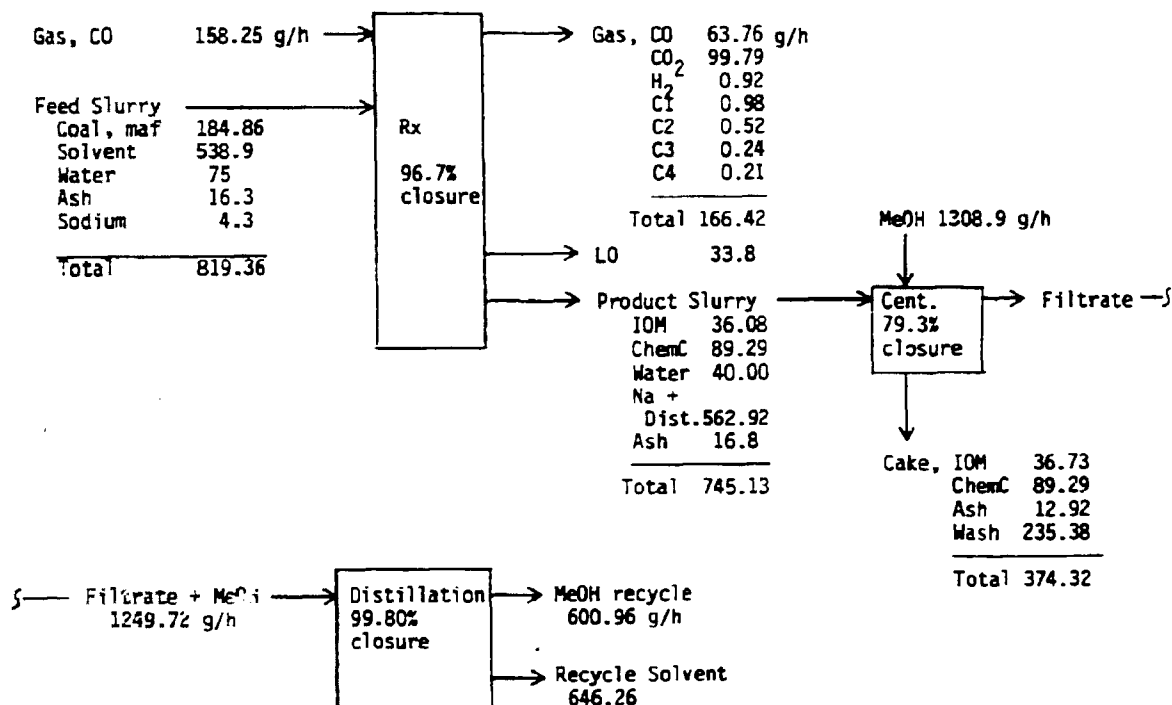 Gas, CO 158.25 g/h
Feed Slurry
Coal, maf 184.86
Solvent 538.9
Water 75
Ash 16.3
Sodium 4.3
Total 819.36
Rx
96.7%
closure
Gas, CO 63.76 g/h
CO2 99.79
H2 0.92
C1 0.98
C2 0.52
C3 0.24
C4 0.21
Total 166.42
LO 33.8
Product Slurry
IOM 36.08
ChemC 89.29
Water 40.00
Na +
Dist.562.92
Ash 16.8
Total 745.13
MeOH 1308.9 g/h
Cent.
79.3%
closure
Filtrate
Cake, IOM 36.73
ChemC 89.29
Ash 12.92
Wash 235.38
Total 374.32
Filtrate +
1249.72 g/h
Distillation
99.80%
closure
MeOH recycle
600.96 g/h
Recycle Solvent
646.26